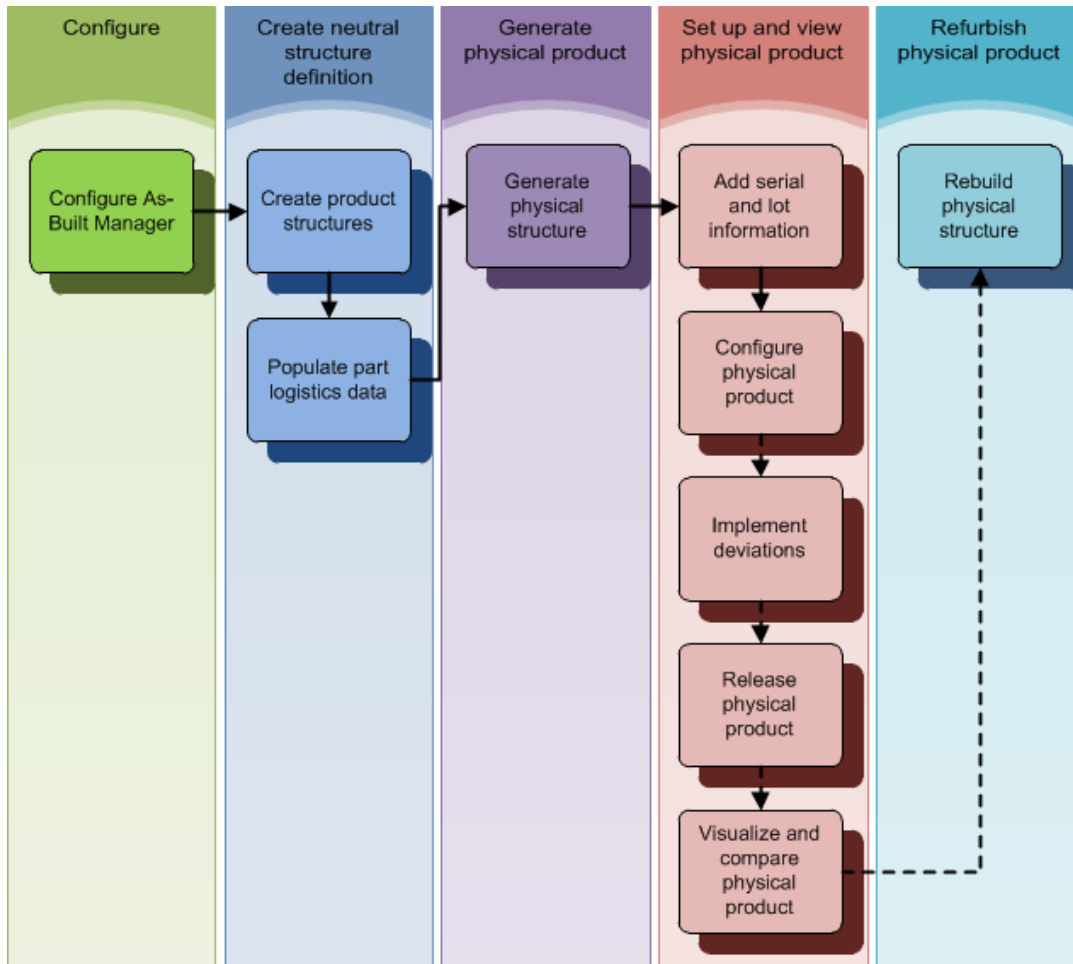 Configure
Create neutral
structure
definition
Generate
physical product
Set up and view
physical product
Refurbish
physical product
Configure As-
Built Manager
Create product
structures
Populate part
logistics data
Generate
physical
structure
Add serial
and lot
information
Configure
physical
product
Implement
deviations
Release
physical
product
Visualize and
compare
physical
product
Rebuild
physical
structure